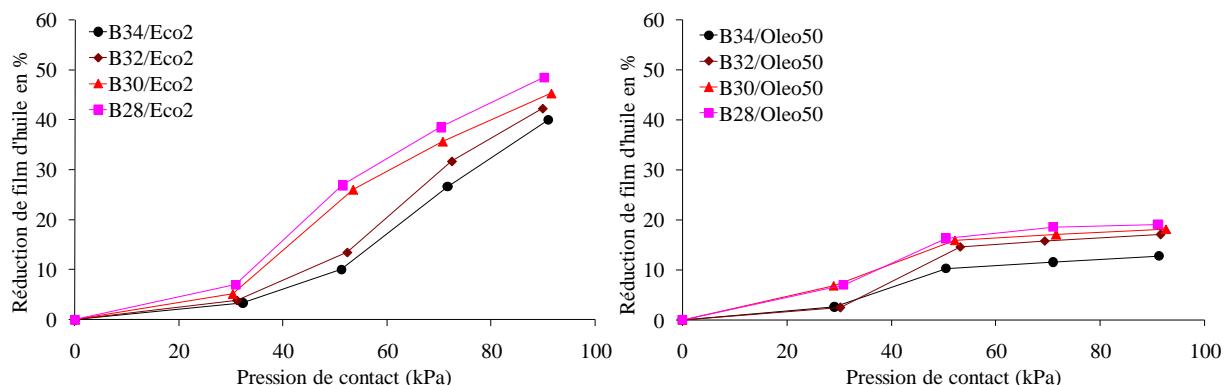 60
50
40
30
20
10
0
Réduction de film d'huile en %
B34/Eco2
B32/Eco2
B30/Eco2
B28/Eco2
0 20 40 60 80 100
Pression de contact (kPa)
60
50
40
30
20
10
0
Réduction de film d'huile en %
B34/Oleo50
B32/Oleo50
B30/Oleo50
B28/Oleo50
0 20 40 60 80 100
Pression de contact (kPa)